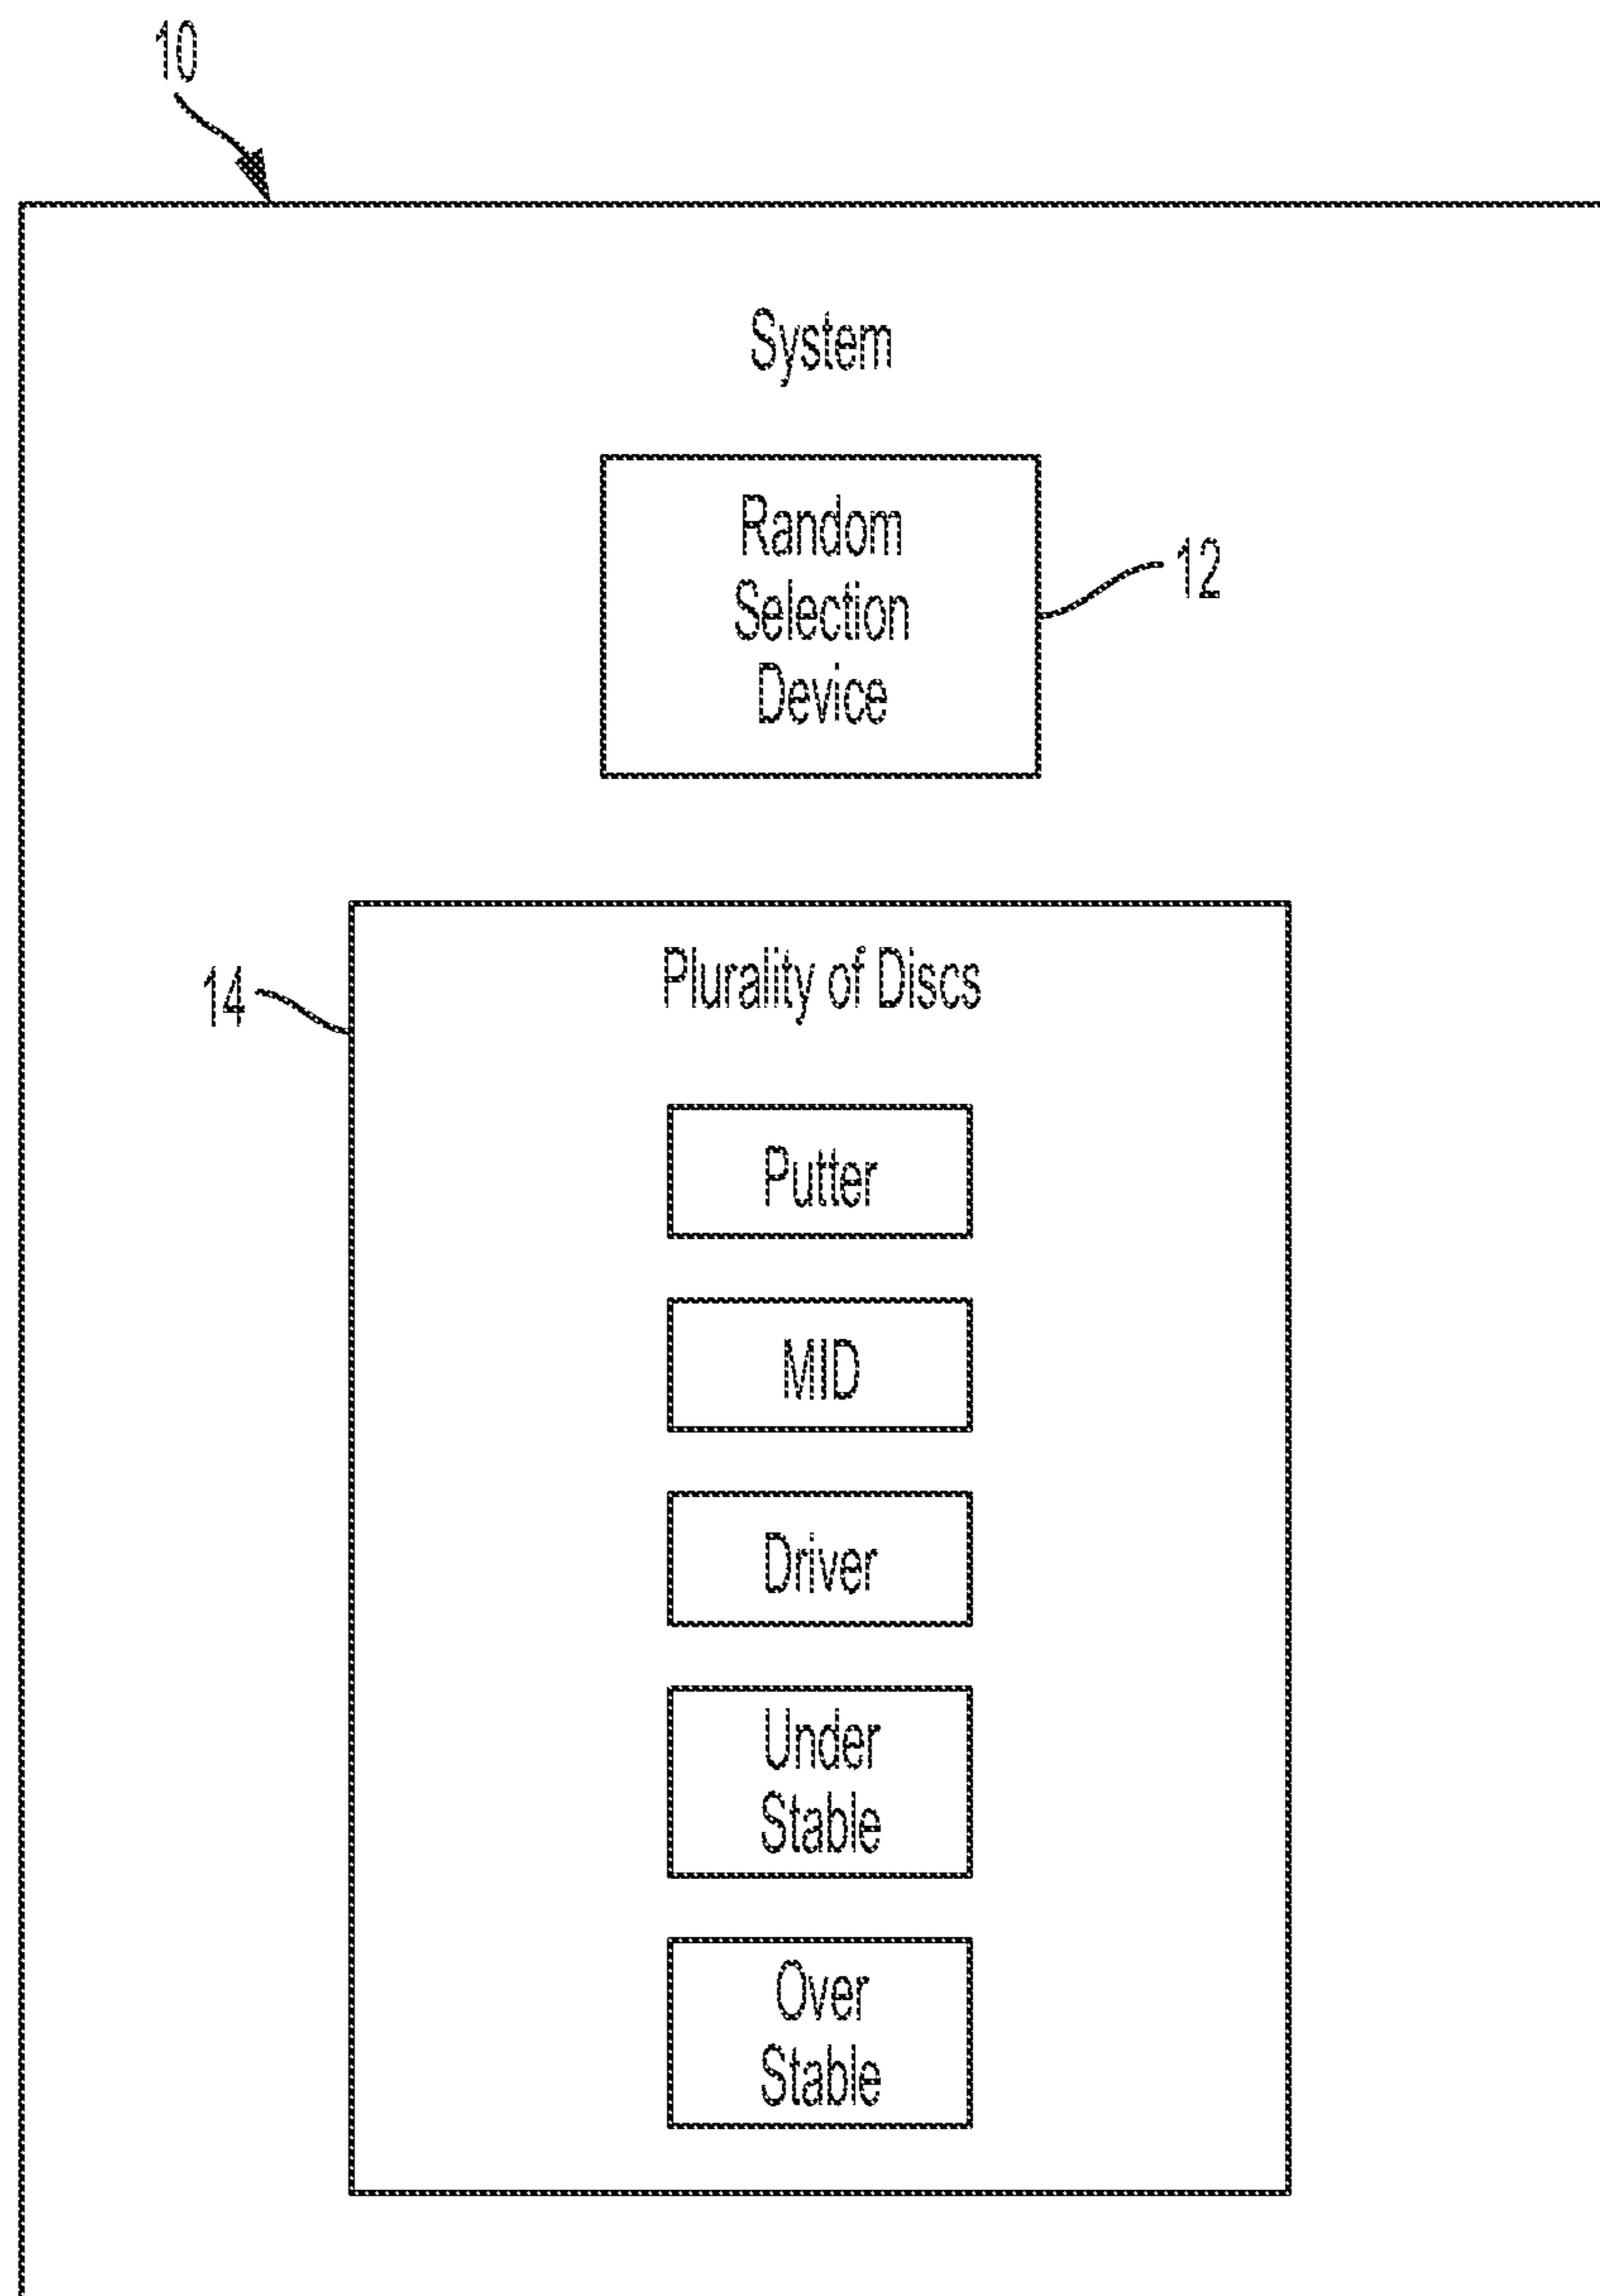 10
System
Random
Selection
Device
12
Plurality of Discs
14
Putter
MID
Driver
Under
Stable
Over
Stable